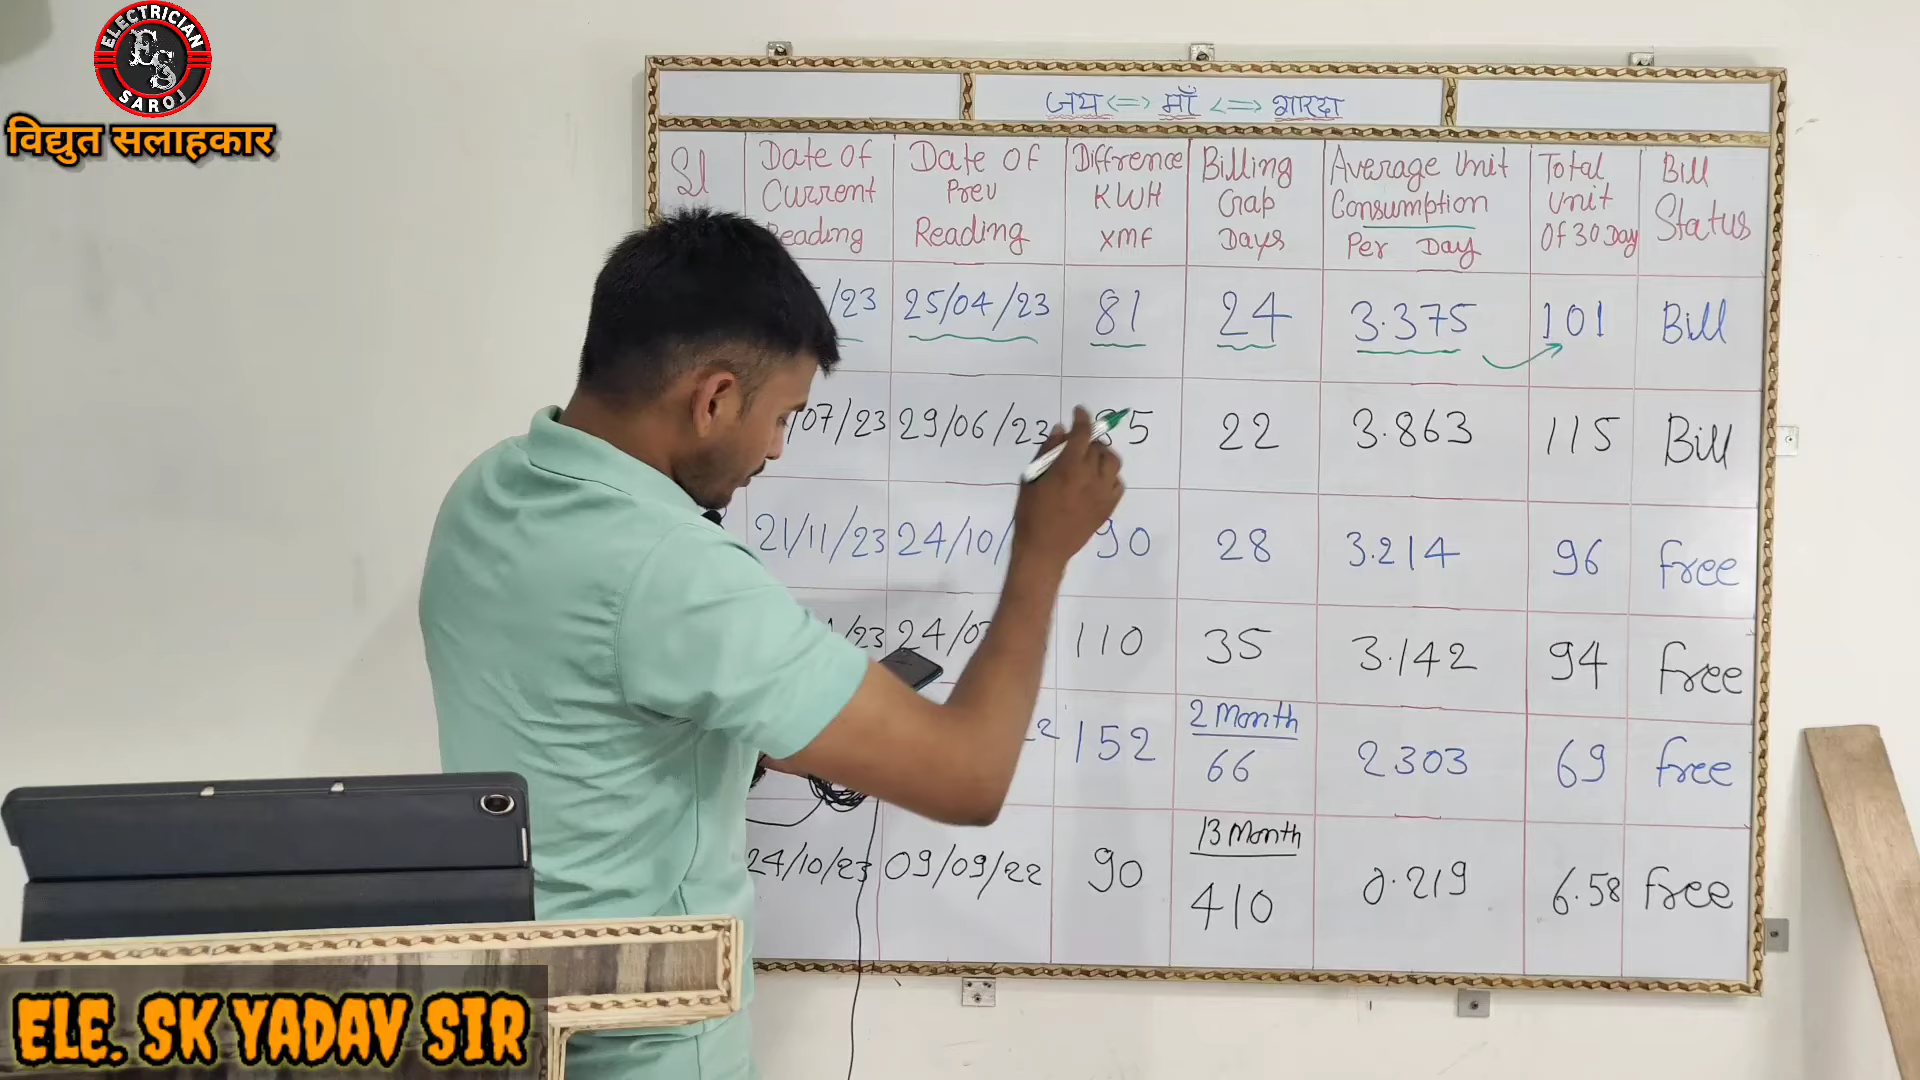 ELECTRICIAN
ES
SAROJ
विद्युत सलाहकार
जय <=> माँ <=> शारदा
Sl
Date Of Current Reading
Date Of Prev Reading
Diffrence KWH XMF
Billing Gap Days
Average Unit Consumption Per Day
Total Unit Of 30 Day
Bill Status
/23 25/04/23 81 24 3.375 101 Bill
/07/23 29/06/23 85 22 3.863 115 Bill
21/11/23 24/10/ 90 28 3.214 96 free
/23 24/0 110 35 3.142 94 free
22 152 2 Month 66 2303 69 free
24/10/23 09/09/22 90 13 Month 410 0.219 6.58 free
ELE. SK YADAV SIR